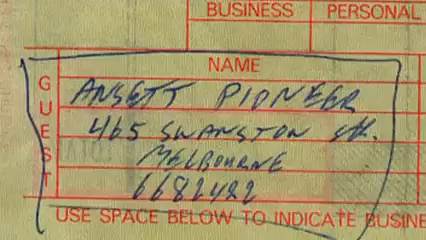 BUSINESS PERSONAL
NAME
GUEST
ANSETT PIONEER
465 SWANSTON St.
MELBOURNE
6682422
USE SPACE BELOW TO INDICATE BUSINE